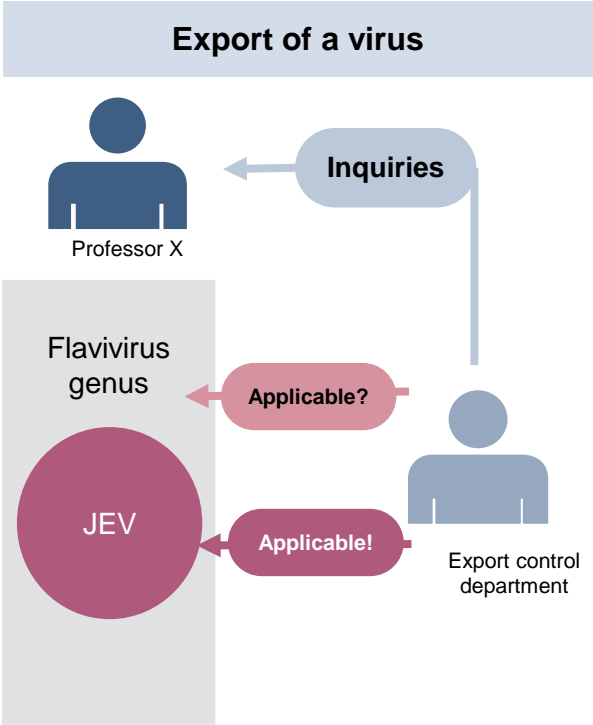 Export of a virus
Inquiries
Professor X
Flavivirus
genus
Applicable?
JEV
Applicable!
Export control
department